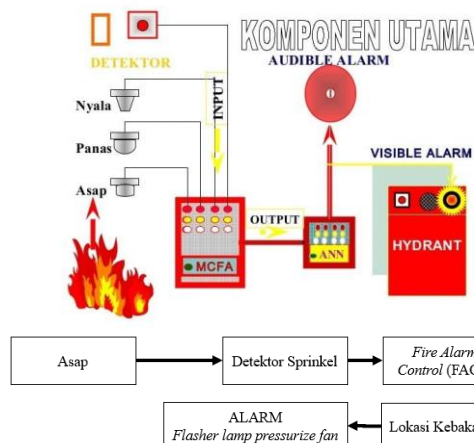 KOMPONEN UTAMA
DETEKTOR
AUDIBLE ALARM
Nyala
INPUT
Panas
VISIBLE ALARM
Asap
OUTPUT
MCFA
ANN
HYDRANT
Asap
Detektor Sprinkel
Fire Alarm
Control (FAC
ALARM
Flasher lamp pressurize fan
Lokasi Kebaka